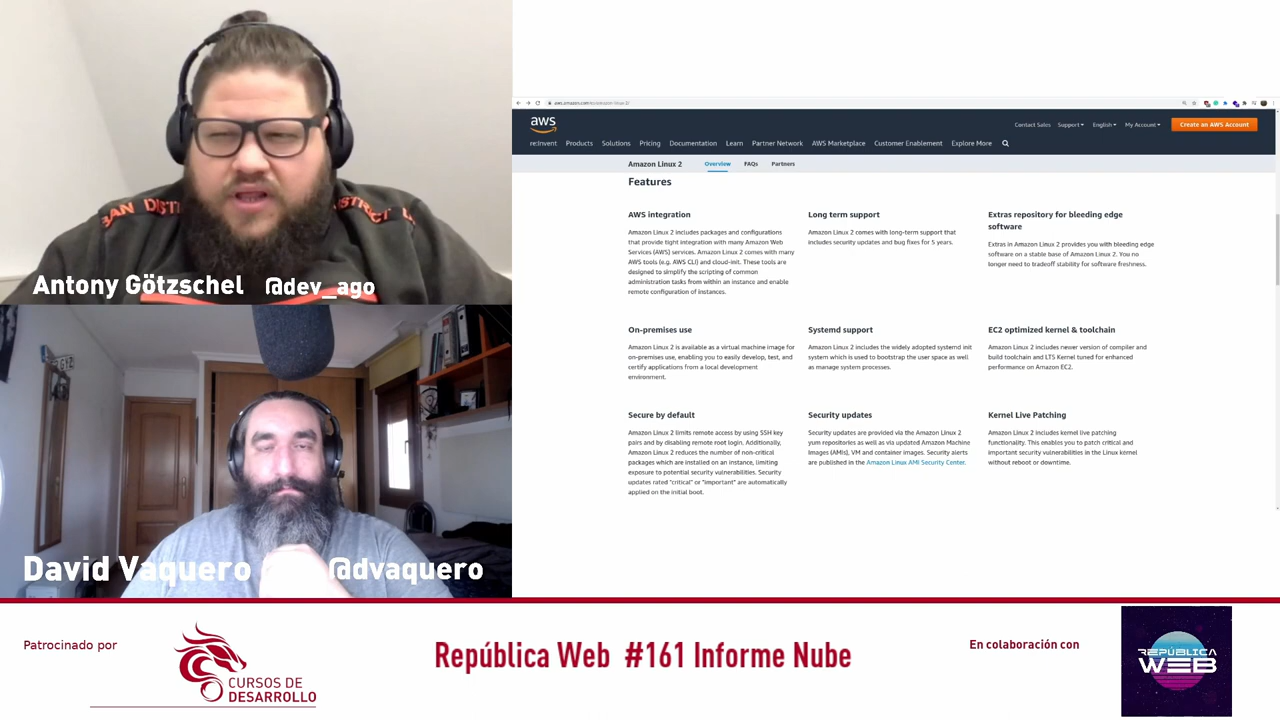 BAN DIST
STRICT
Antony Götzschel @dev_ago
David Vaquero @dvaquero
aws
Contact Sales Support English My Account Create an AWS Account
re:Invent Products Solutions Pricing Documentation Learn Partner Network AWS Marketplace Customer Enablement Explore More
Amazon Linux 2 Overview FAQs Partners
Features
AWS integration
Amazon Linux 2 includes packages and configurations
that provide tight integration with many Amazon Web
Services (AWS) services. Amazon Linux 2 comes with many
AWS tools (e.g. AWS CLI) and cloud-init. These tools are
designed to simplify the scripting of common
administration tasks from within an instance and enable
remote configuration of instances.
Long term support
Amazon Linux 2 comes with long-term support that
includes security updates and bug fixes for 5 years.
Extras repository for bleeding edge
software
Extras in Amazon Linux 2 provides you with bleeding edge
software on a stable base of Amazon Linux 2. You no
longer need to tradeoff stability for software freshness.
On-premises use
Amazon Linux 2 is available as a virtual machine image for
on-premises use, enabling you to easily develop, test, and
certify applications from a local development
environment.
Systemd support
Amazon Linux 2 includes the widely adopted systemd init
system which is used to bootstrap the user space as well
as manage system processes.
EC2 optimized kernel & toolchain
Amazon Linux 2 includes newer version of compiler and
build toolchain and LTS Kernel tuned for enhanced
performance on Amazon EC2.
Secure by default
Amazon Linux 2 limits remote access by using SSH key
pairs and by disabling remote root login. Additionally,
Amazon Linux 2 reduces the number of non-critical
packages which are installed on an instance, limiting
exposure to potential security vulnerabilities. Security
updates rated "critical" or "important" are automatically
applied on the initial boot.
Security updates
Security updates are provided via the Amazon Linux 2
yum repositories as well as via updated Amazon Machine
Images (AMIs), VM and container images. Security alerts
are published in the Amazon Linux AMI Security Center.
Kernel Live Patching
Amazon Linux 2 includes kernel live patching
functionality. This enables you to patch critical and
important security vulnerabilities in the Linux kernel
without reboot or downtime.
Patrocinado por
CURSOS DE
DESARROLLO
República Web #161 Informe Nube
En colaboración con
REPÚBLICA
WEB